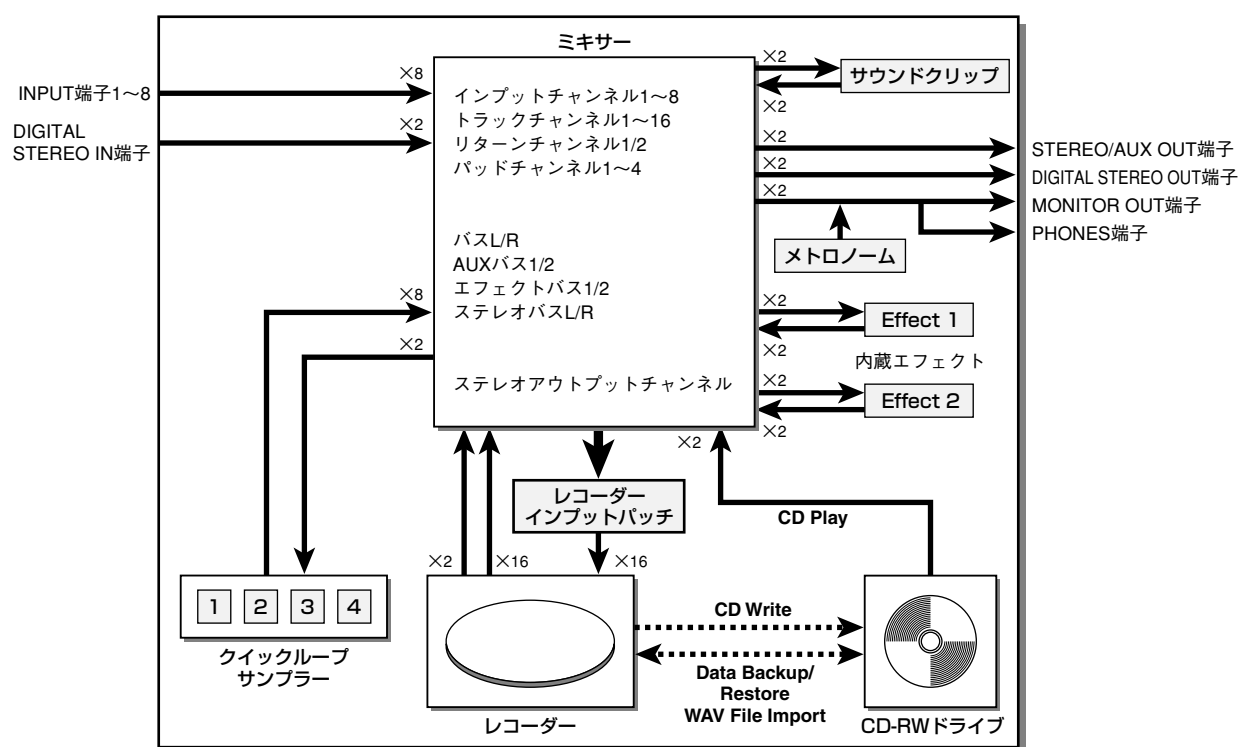 ミキサー
INPUT端子1〜8
×8
DIGITAL
STEREO IN端子
×2
インプットチャンネル1〜8
トラックチャンネル1〜16
リターンチャンネル1/2
パッドチャンネル1〜4
バスL/R
AUXバス1/2
エフェクトバス1/2
ステレオバスL/R
ステレオアウトプットチャンネル
×2
サウンドクリップ
×2
×2
STEREO/AUX OUT端子
×2
DIGITAL STEREO OUT端子
×2
MONITOR OUT端子
PHONES端子
メトロノーム
×8
×2
×2
Effect 1
×2
内蔵エフェクト
×2
Effect 2
×2
×2
レコーダー
インプットパッチ
CD Play
×2
×16
×16
1
2
3
4
クイックループ
サンプラー
CD Write
Data Backup/
Restore
WAV File Import
レコーダー
CD-RWドライブ